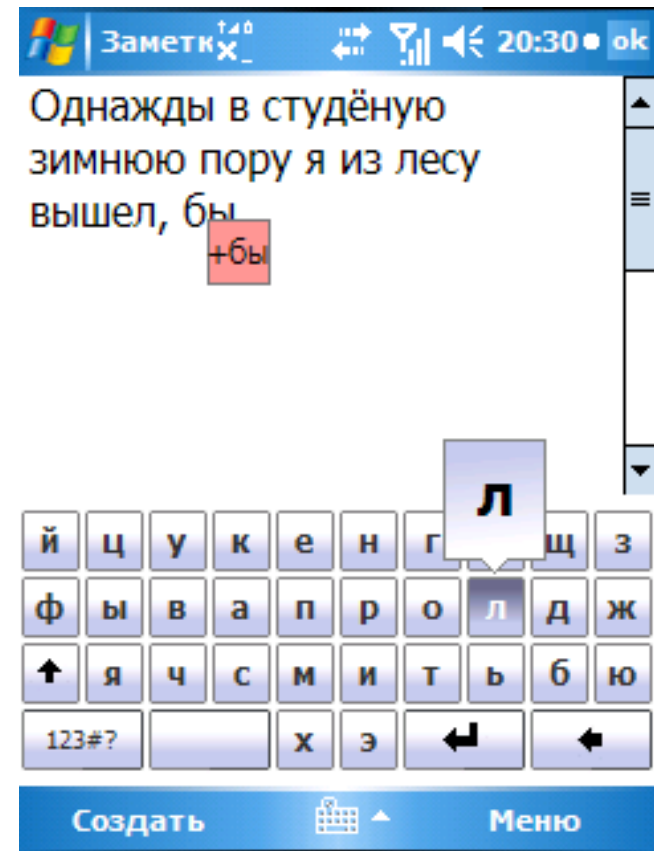 Заметк
20:30 ok
Однажды в студёную
зимнюю пору я из лесу
вышел, бы
+бы
л
й ц у к е н г щ з
ф ы в а п р о л д ж
я ч с м и т ь б ю
123#? х э
Создать Меню